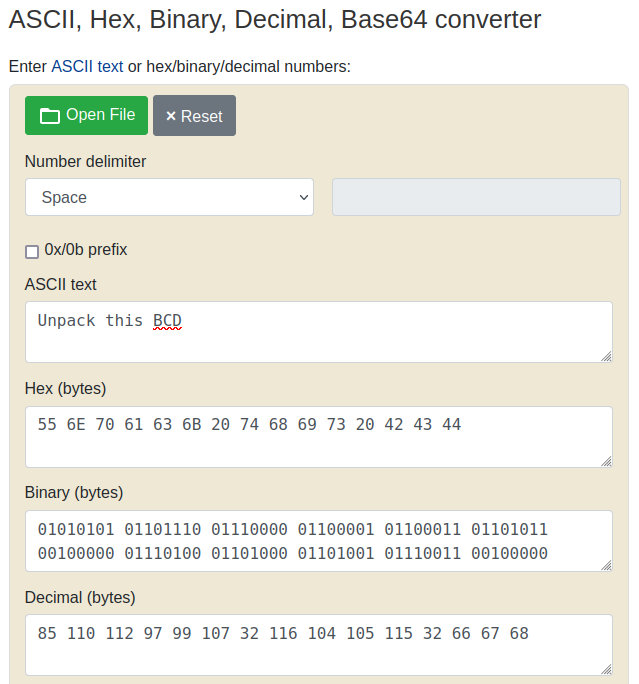 ASCII, Hex, Binary, Decimal, Base64 converter
Enter ASCII text or hex/binary/decimal numbers:
Open File × Reset
Number delimiter
Space
0x/0b prefix
ASCII text
Unpack this BCD
Hex (bytes)
55 6E 70 61 63 6B 20 74 68 69 73 20 42 43 44
Binary (bytes)
01010101 01101110 01110000 01100001 01100011 01101011
00100000 01110100 01101000 01101001 01110011 00100000
Decimal (bytes)
85 110 112 97 99 107 32 116 104 105 115 32 66 67 68